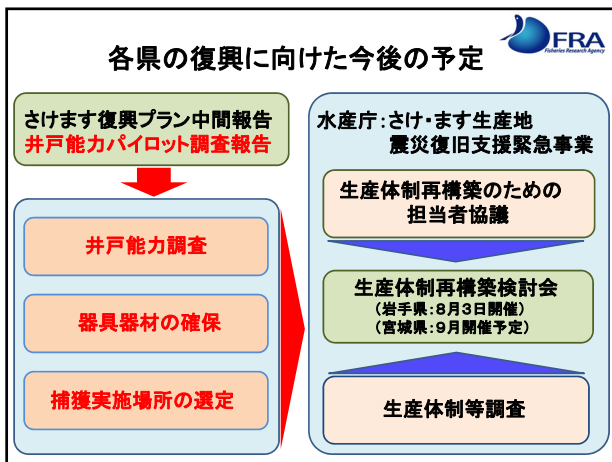 各県の復興に向けた今後の予定
FRA
Fisheries Research Agency
さけます復興プラン中間報告
井戸能力パイロット調査報告
井戸能力調査
器具器材の確保
捕獲実施場所の選定
水産庁:さけ・ます生産地
震災復旧支援緊急事業
生産体制再構築のための
担当者協議
生産体制再構築検討会
(岩手県:8月3日開催)
(宮城県:9月開催予定)
生産体制等調査